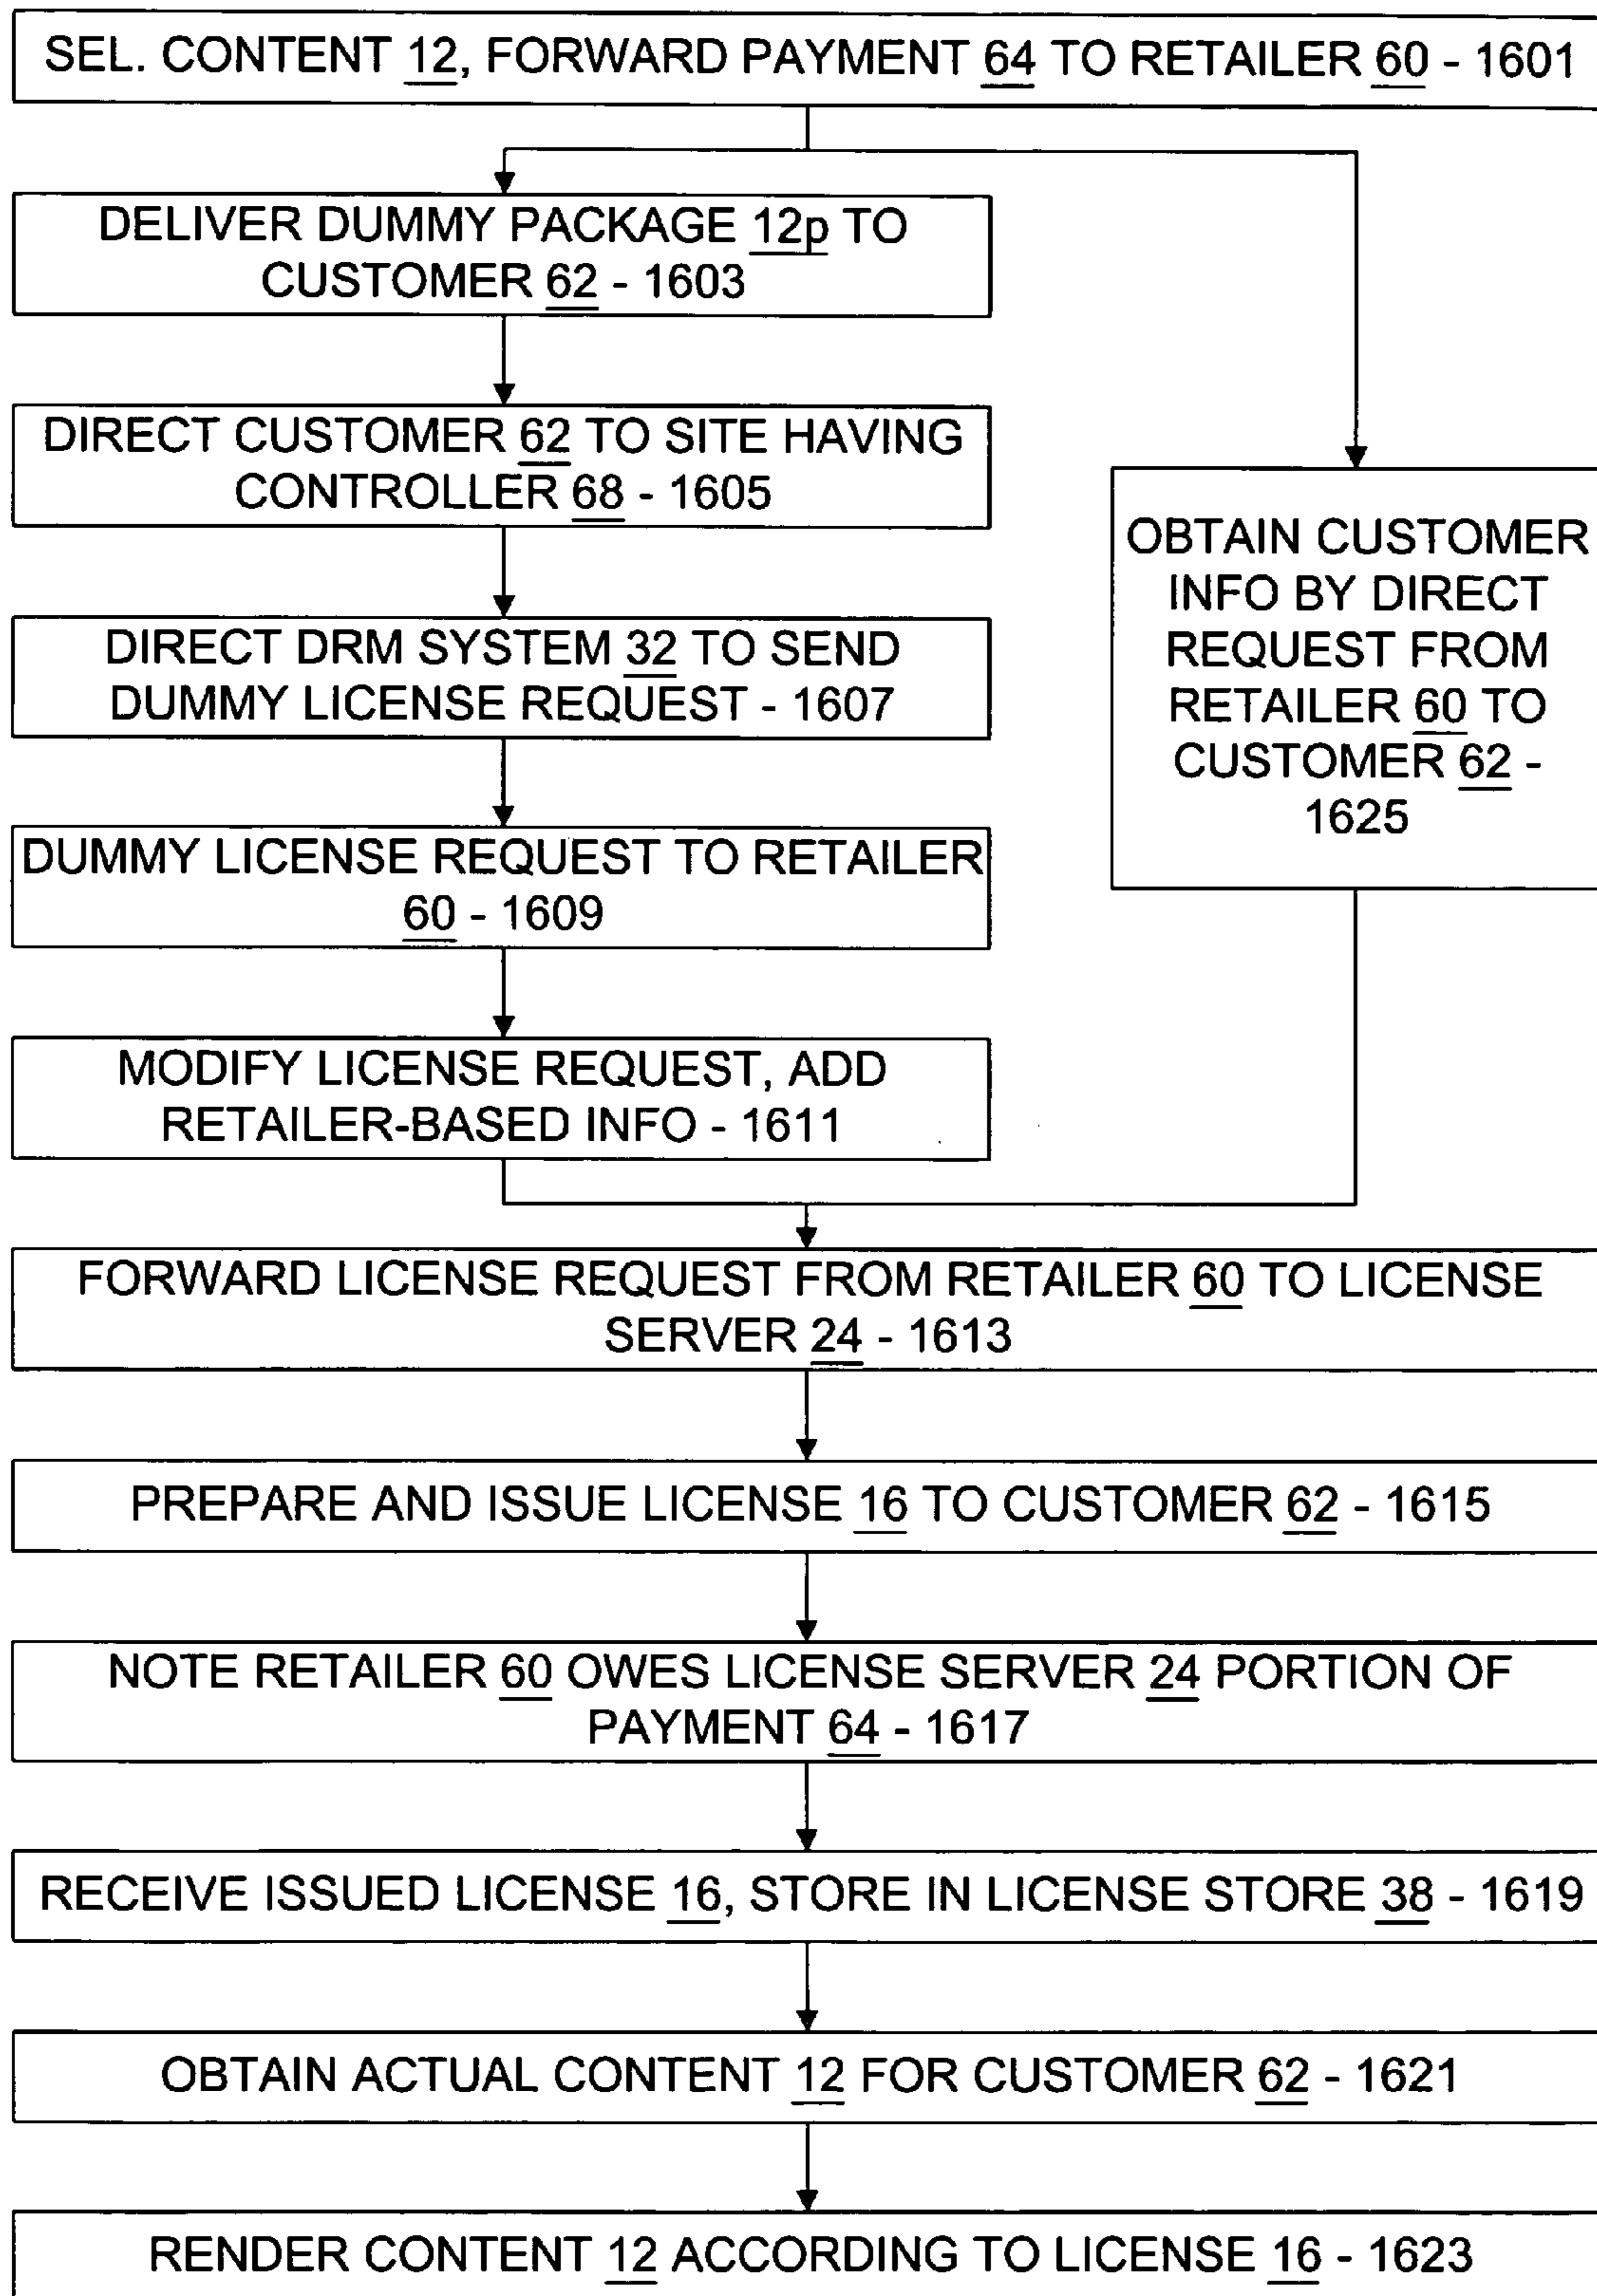 SEL. CONTENT 12, FORWARD PAYMENT 64 TO RETAILER 60 - 1601
DELIVER DUMMY PACKAGE 12p TO
CUSTOMER 62 - 1603
DIRECT CUSTOMER 62 TO SITE HAVING
CONTROLLER 68 - 1605
DIRECT DRM SYSTEM 32 TO SEND
DUMMY LICENSE REQUEST - 1607
DUMMY LICENSE REQUEST TO RETAILER
60 - 1609
MODIFY LICENSE REQUEST, ADD
RETAILER-BASED INFO - 1611
OBTAIN CUSTOMER
INFO BY DIRECT
REQUEST FROM
RETAILER 60 TO
CUSTOMER 62 -
1625
FORWARD LICENSE REQUEST FROM RETAILER 60 TO LICENSE
SERVER 24 - 1613
PREPARE AND ISSUE LICENSE 16 TO CUSTOMER 62 - 1615
NOTE RETAILER 60 OWES LICENSE SERVER 24 PORTION OF
PAYMENT 64 - 1617
RECEIVE ISSUED LICENSE 16, STORE IN LICENSE STORE 38 - 1619
OBTAIN ACTUAL CONTENT 12 FOR CUSTOMER 62 - 1621
RENDER CONTENT 12 ACCORDING TO LICENSE 16 - 1623